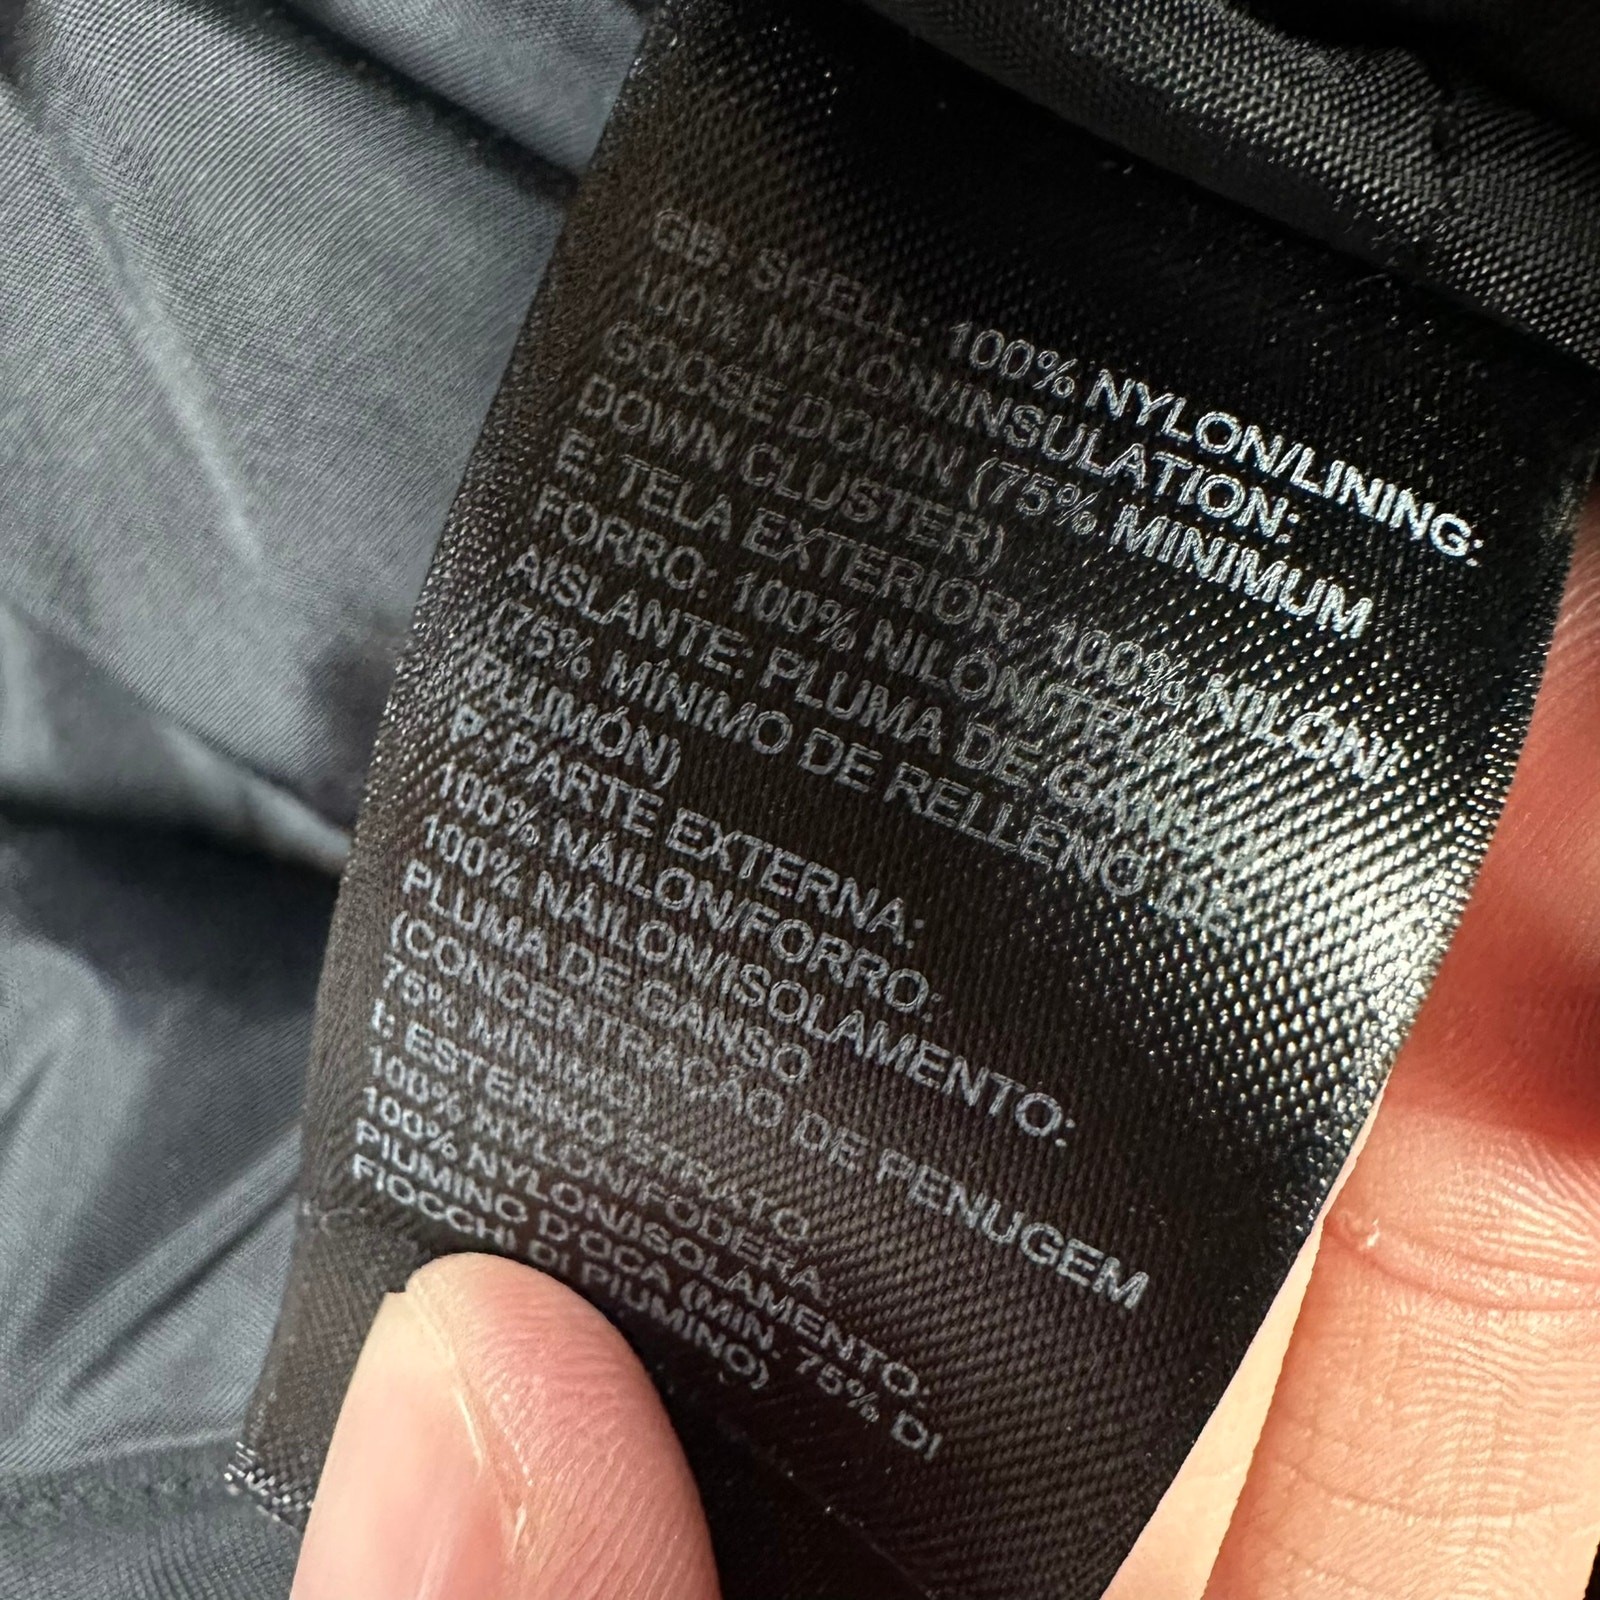 GB: SHELL: 100% NYLON/LINING:
100% NYLON/INSULATION:
GOOSE DOWN (75% MINIMUM
DOWN CLUSTER)
E: TELA EXTERIOR: 100% NILÓN/
FORRO: 100% NILÓN/TELA
AISLANTE: PLUMA DE GANSO
(75% MÍNIMO DE RELLENO DE
PLUMÓN)
P: PARTE EXTERNA:
100% NÁILON/FORRO:
100% NÁILON/ISOLAMENTO:
PLUMA DE GANSO
(CONCENTRAÇÃO DE PENUGEM
75% MÍNIMO)
I: ESTERNO STRATO
100% NYLON/FODERA:
100% NYLON/ISOLAMENTO:
PIUMINO D'OCA (MIN. 75% DI
FIOCCHI DI PIUMINO)